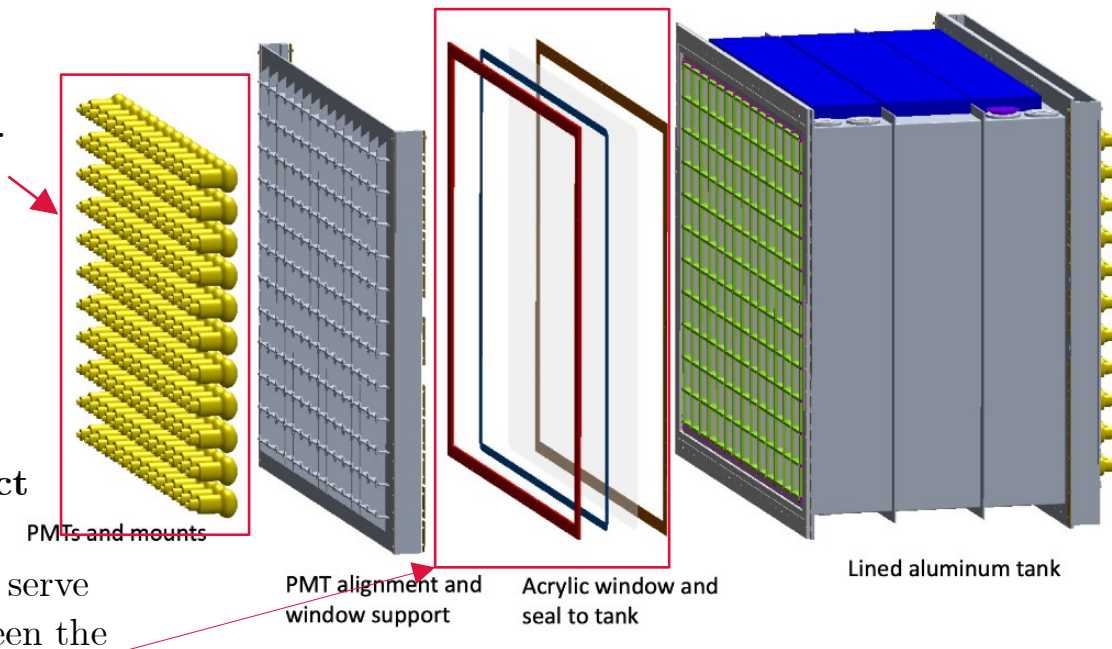 .
ct
PMTs and mounts
serve
een the
PMT alignment and
window support
Acrylic window and
seal to tank
Lined aluminum tank